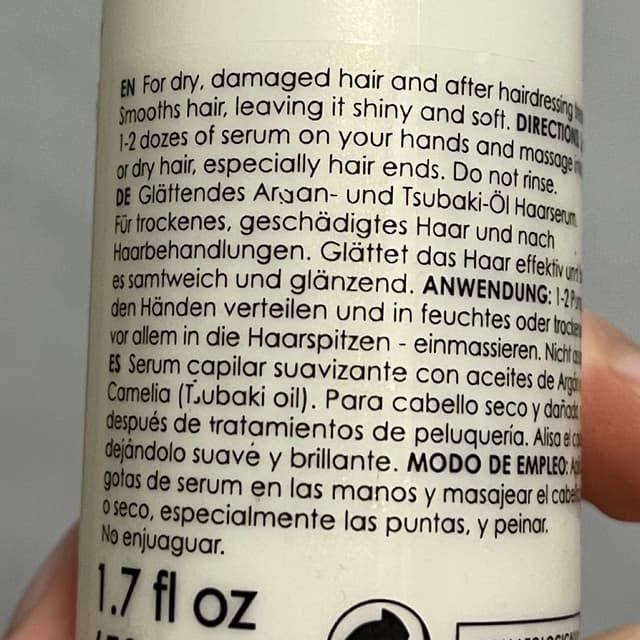 EN For dry, damaged hair and after hairdressing
Smooths hair, leaving it shiny and soft. DIRECTIONS
1-2 dozes of serum on your hands and massage
or dry hair, especially hair ends. Do not rinse.
DE Glättendes Argan- und Tsubaki-Öl Haarserum.
Für trockenes, geschädigtes Haar und nach
Haarbehandlungen. Glättet das Haar effektiv
es samtweich und glänzend. ANWENDUNG: 1-2
den Händen verteilen und in feuchtes oder
vor allem in die Haarspitzen - einmassieren. Nicht
ES Serum capilar suavizante con aceites de
Camelia (Tsubaki oil). Para cabello seco y
después de tratamientos de peluquería. Alisa el
dejándolo suave y brillante. MODO DE EMPLEO:
gotas de serum en las manos y masajear el
o seco, especialmente las puntas, y peinar.
No enjuagar.
1.7 fl oz